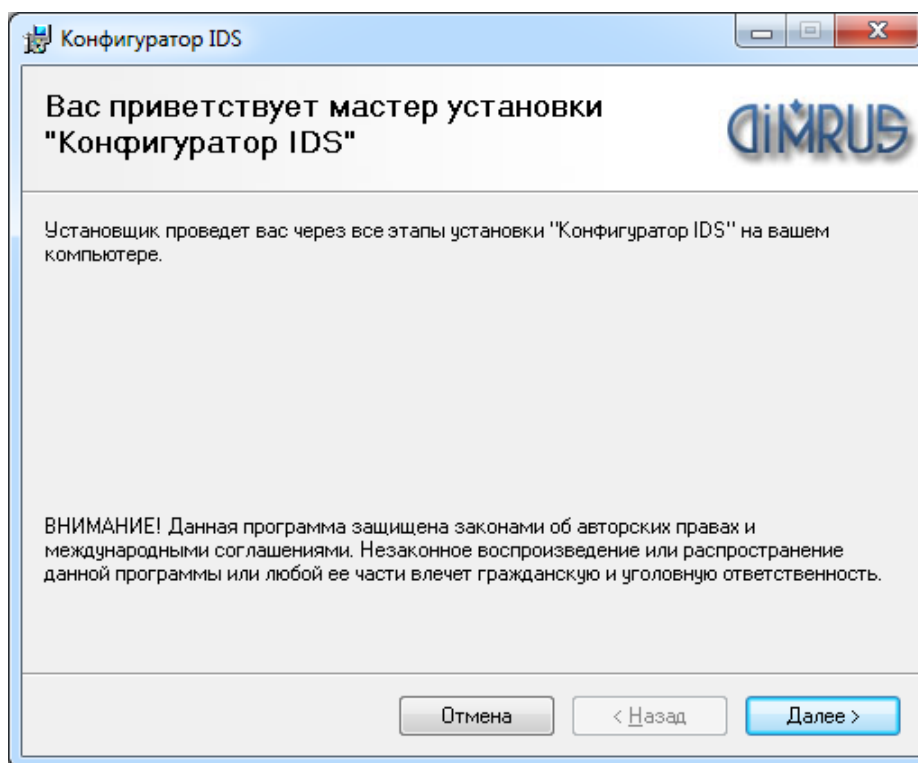 Конфигуратор IDS
Вас приветствует мастер установки
"Конфигуратор IDS"
DiMRUS
Установщик проведет вас через все этапы установки "Конфигуратор IDS" на вашем
компьютере.
ВНИМАНИЕ! Данная программа защищена законами об авторских правах и
международными соглашениями. Незаконное воспроизведение или распространение
данной программы или любой ее части влечет гражданскую и уголовную ответственность.
Отмена
< Назад
Далее >